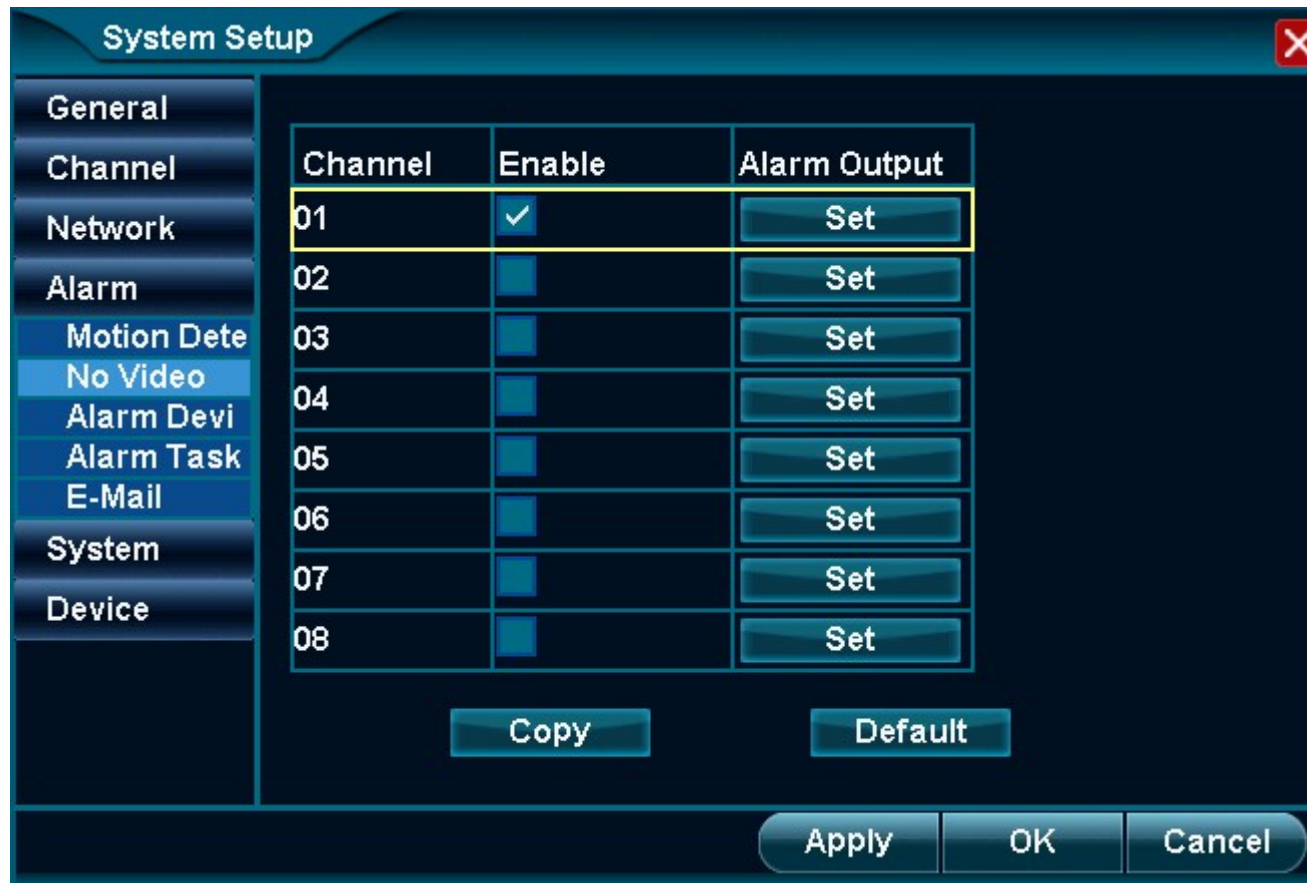 System Setup
General
Channel
Network
Alarm
Motion Dete
No Video
Alarm Devi
Alarm Task
E-Mail
System
Device
Channel Enable Alarm Output
01 Set
02 Set
03 Set
04 Set
05 Set
06 Set
07 Set
08 Set
Copy Default
Apply OK Cancel